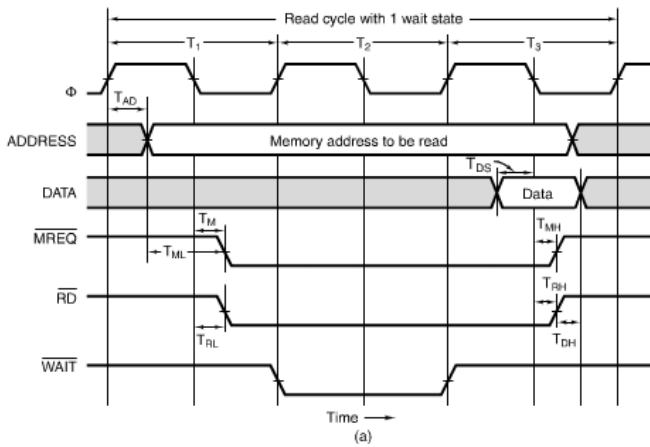 Read cycle with 1 wait state
T1 T2 T3
Φ
TAD
ADDRESS Memory address to be read
TDS
DATA Data
TM TMH
MREQ
TML
TRH
RD
TRL TDH
WAIT
Time
(a)